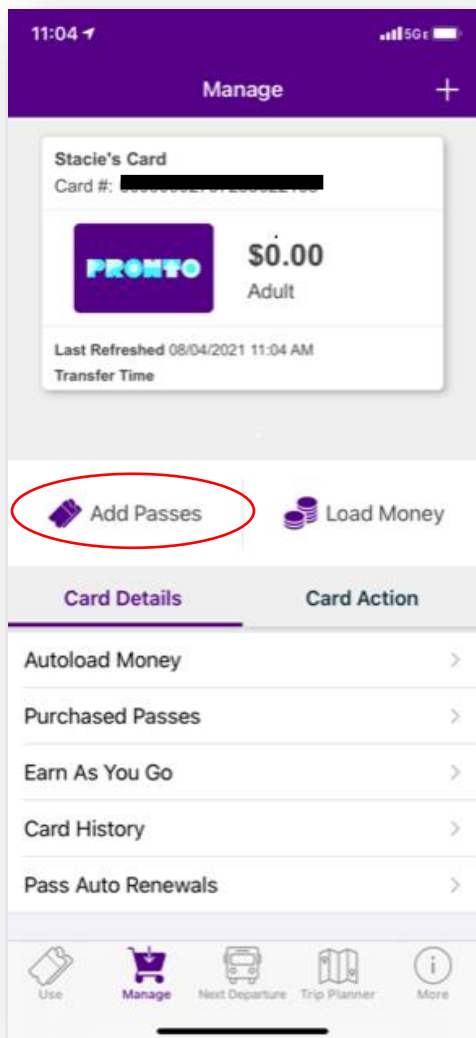 11:04
5GE
Manage
+
Stacie's Card
Card #:
PRONTO
$0.00
Adult
Last Refreshed 08/04/2021 11:04 AM
Transfer Time
Add Passes
Load Money
Card Details
Card Action
Autoload Money
Purchased Passes
Earn As You Go
Card History
Pass Auto Renewals
Use
Manage
Next Departure
Trip Planner
More